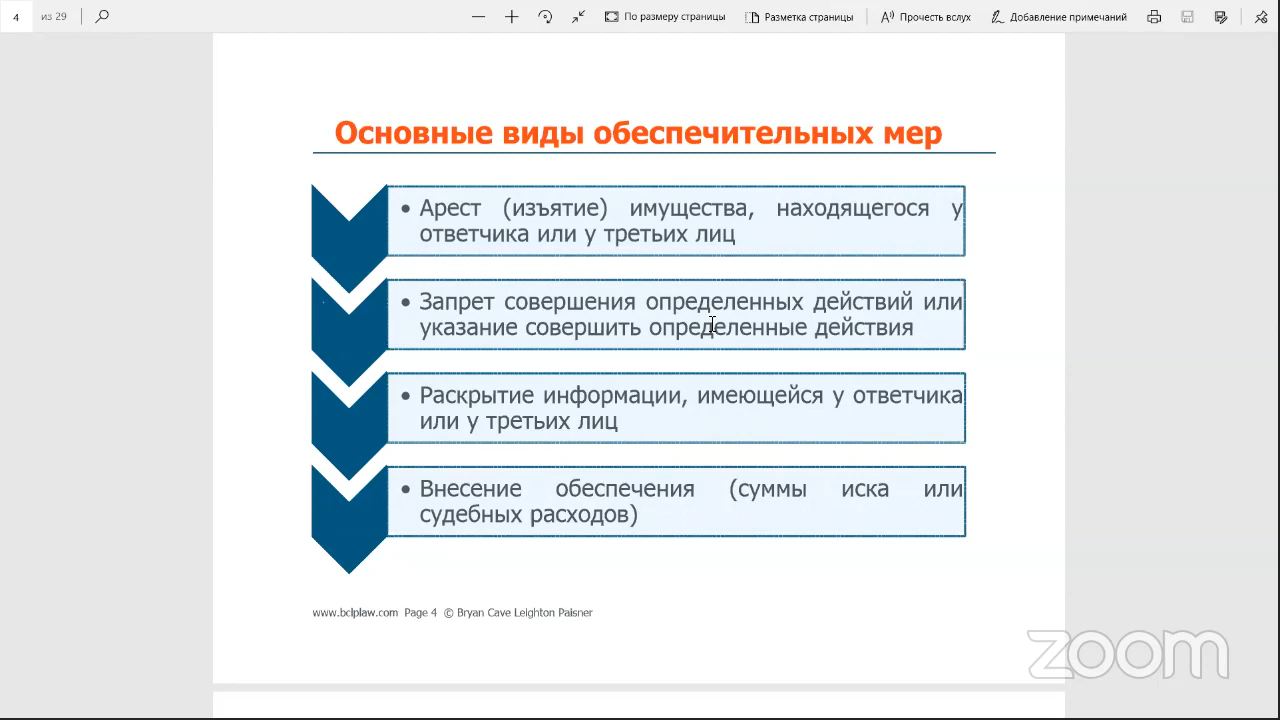 4 из 29 По размеру страницы Разметка страницы Прочесть вслух Добавление примечаний
Основные виды обеспечительных мер
• Арест (изъятие) имущества, находящегося у
ответчика или у третьих лиц
• Запрет совершения определенных действий или
указание совершить определенные действия
• Раскрытие информации, имеющейся у ответчика
или у третьих лиц
• Внесение обеспечения (суммы иска или
судебных расходов)
www.bclplaw.com Page 4 © Bryan Cave Leighton Paisner
zoom